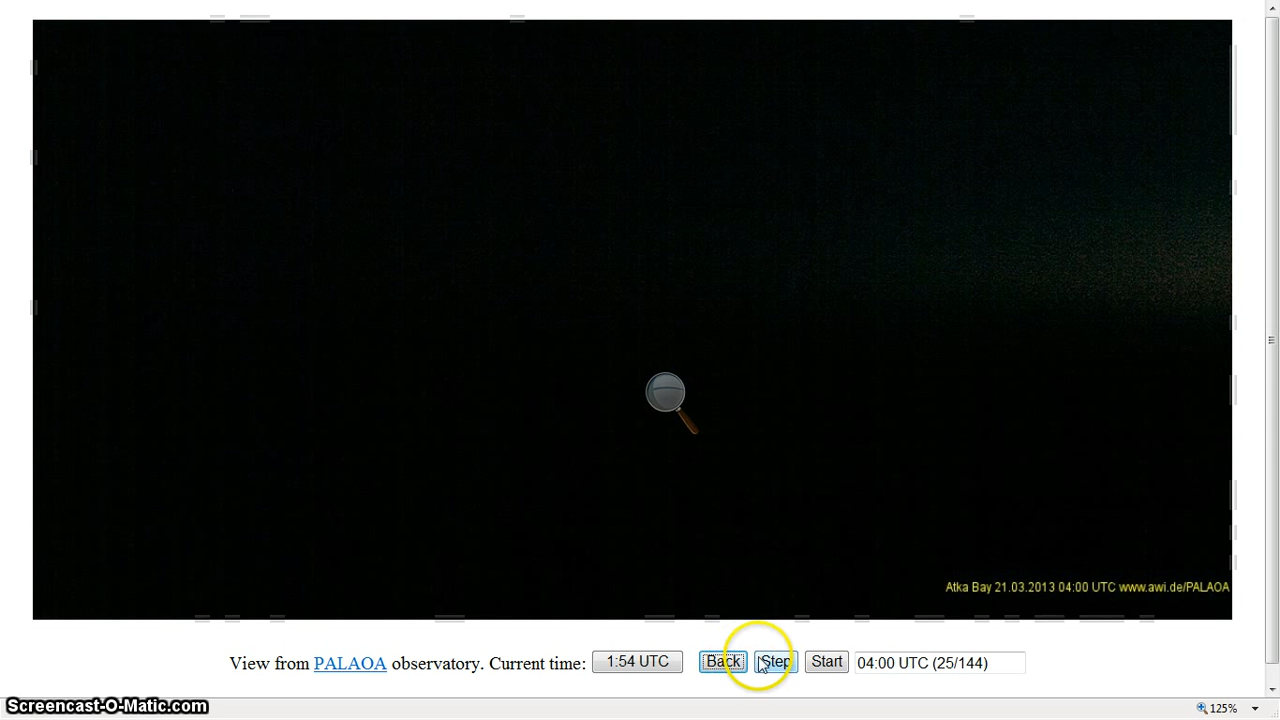 Atka Bay 21.03.2013 04:00 UTC www.awi.de/PALAOA
View from PALAOA observatory. Current time: 1:54 UTC Back Step Start 04:00 UTC (25/144)
Screencast-O-Matic.com 125%